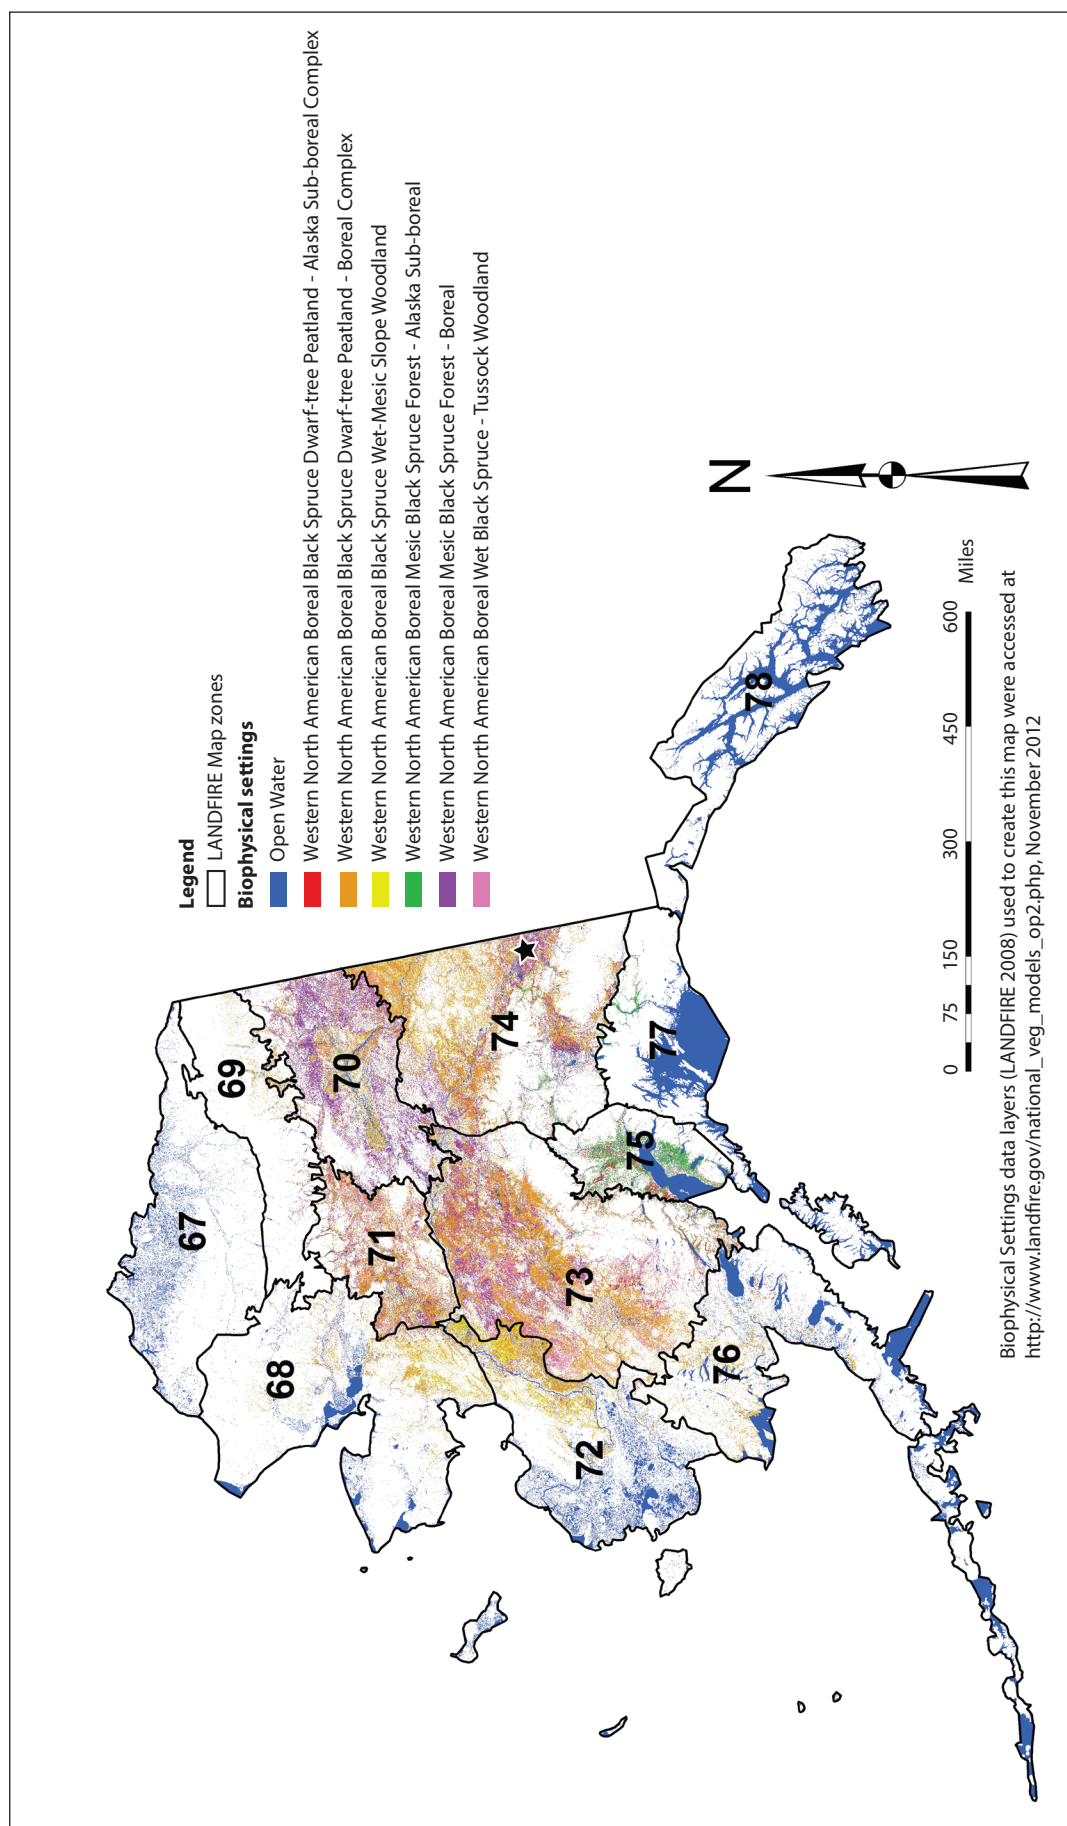 Legend
LANDFIRE Map zones
Biophysical settings
Open Water
Western North American Boreal Black Spruce Dwarf-tree Peatland - Alaska Sub-boreal Complex
Western North American Boreal Black Spruce Dwarf-tree Peatland - Boreal Complex
Western North American Boreal Black Spruce Wet-Mesic Slope Woodland
Western North American Boreal Mesic Black Spruce Forest - Alaska Sub-boreal
Western North American Boreal Mesic Black Spruce Forest - Boreal
Western North American Boreal Wet Black Spruce - Tussock Woodland
67
68
69
70
71
72
73
74
75
76
77
78
N
0 75 150 300 450 600
Miles
Biophysical Settings data layers (LANDFIRE 2008) used to create this map were accessed at
http://www.landfire.gov/national_veg_models_op2.php, November 2012